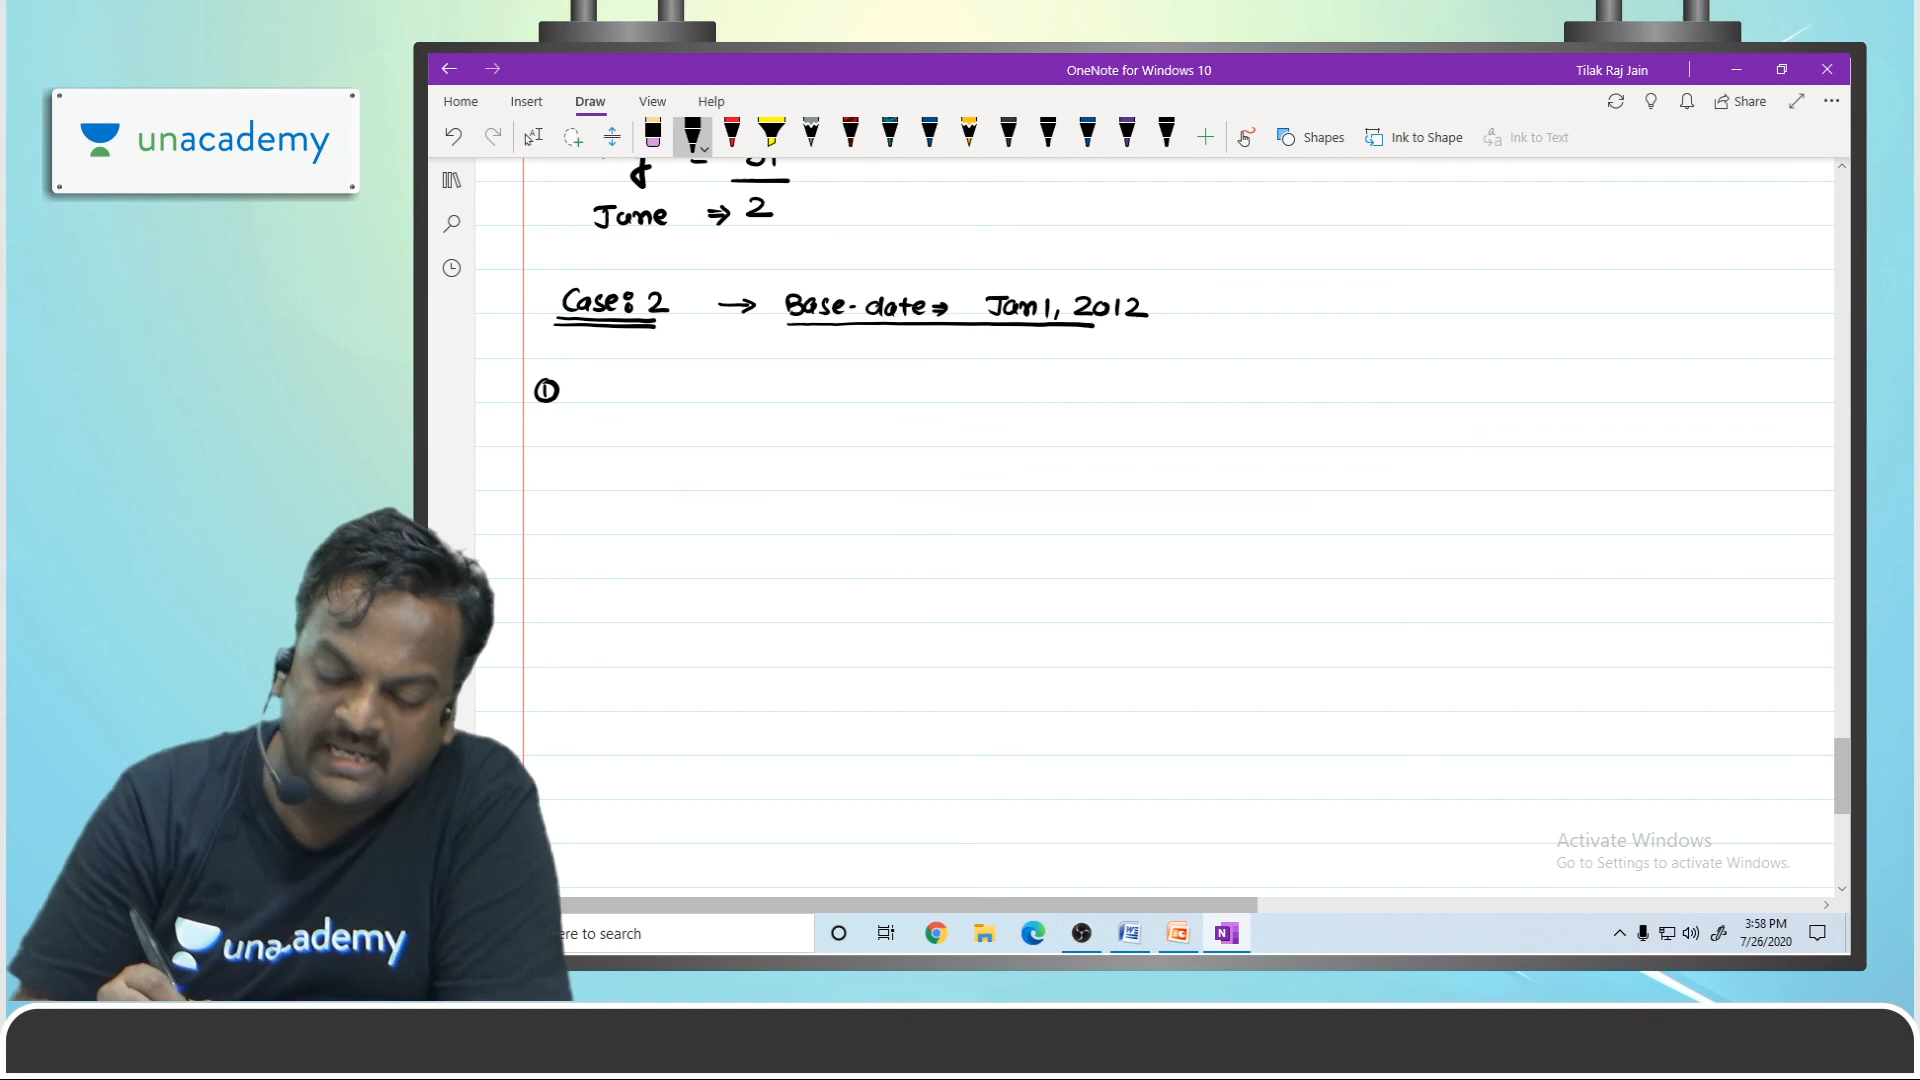 unacademy
OneNote for Windows 10
Tilak Raj Jain
Home
Insert
Draw
View
Help
Share
Shapes
Ink to Shape
Ink to Text
June ⇒ 2
Case: 2 → Base-date ⇒ Jan 1, 2012
①
Activate Windows
Go to Settings to activate Windows.
unacademy
ere to search
3:58 PM
7/26/2020